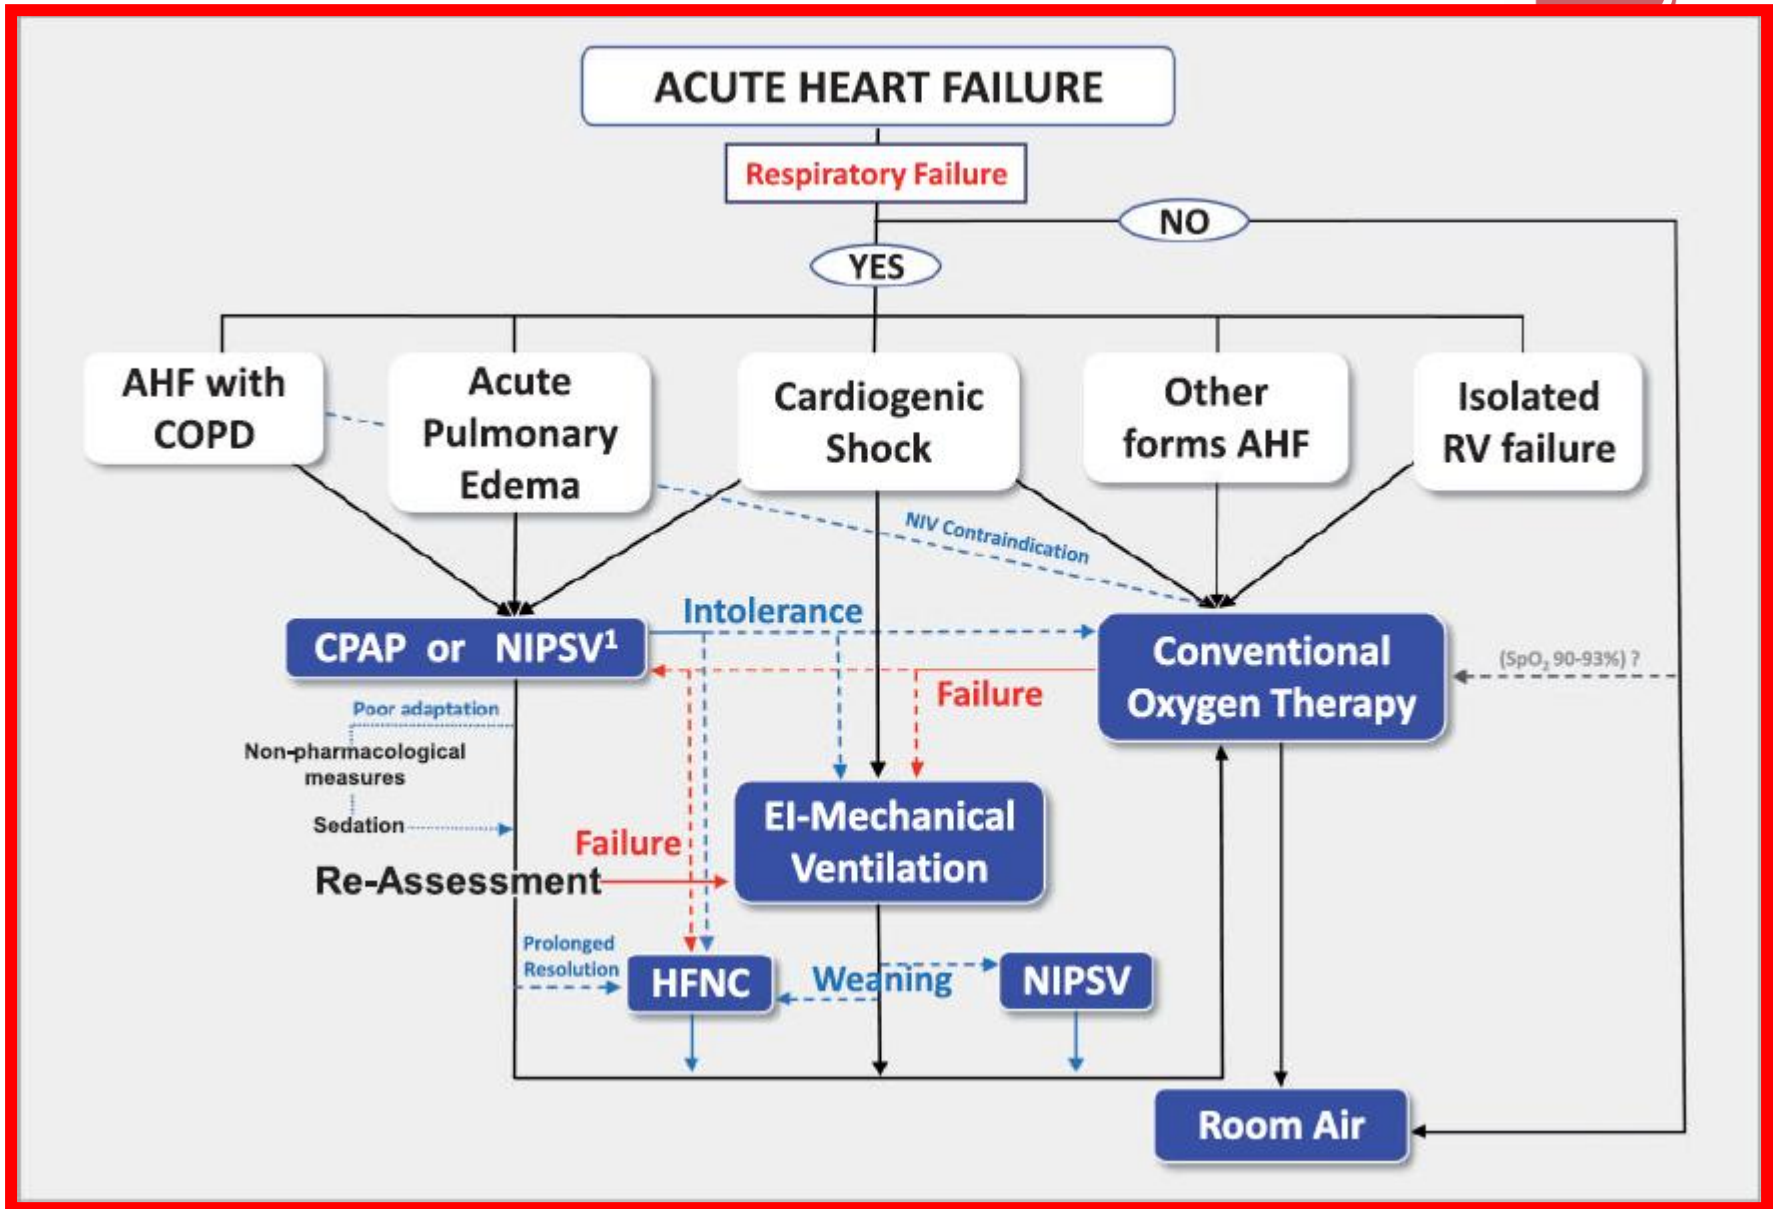 ACUTE HEART FAILURE
Respiratory Failure
NO
YES
AHF with
COPD
Acute
Pulmonary
Edema
Cardiogenic
Shock
Other
forms AHF
Isolated
RV failure
NIV Contraindication
Intolerance
CPAP or NIPSV¹
Conventional
Oxygen Therapy
(SpO₂ 90-93%) ?
Failure
Poor adaptation
Non-pharmacological
measures
Sedation
EI-Mechanical
Ventilation
Failure
Re-Assessment
Prolonged
Resolution
HFNC
Weaning
NIPSV
Room Air